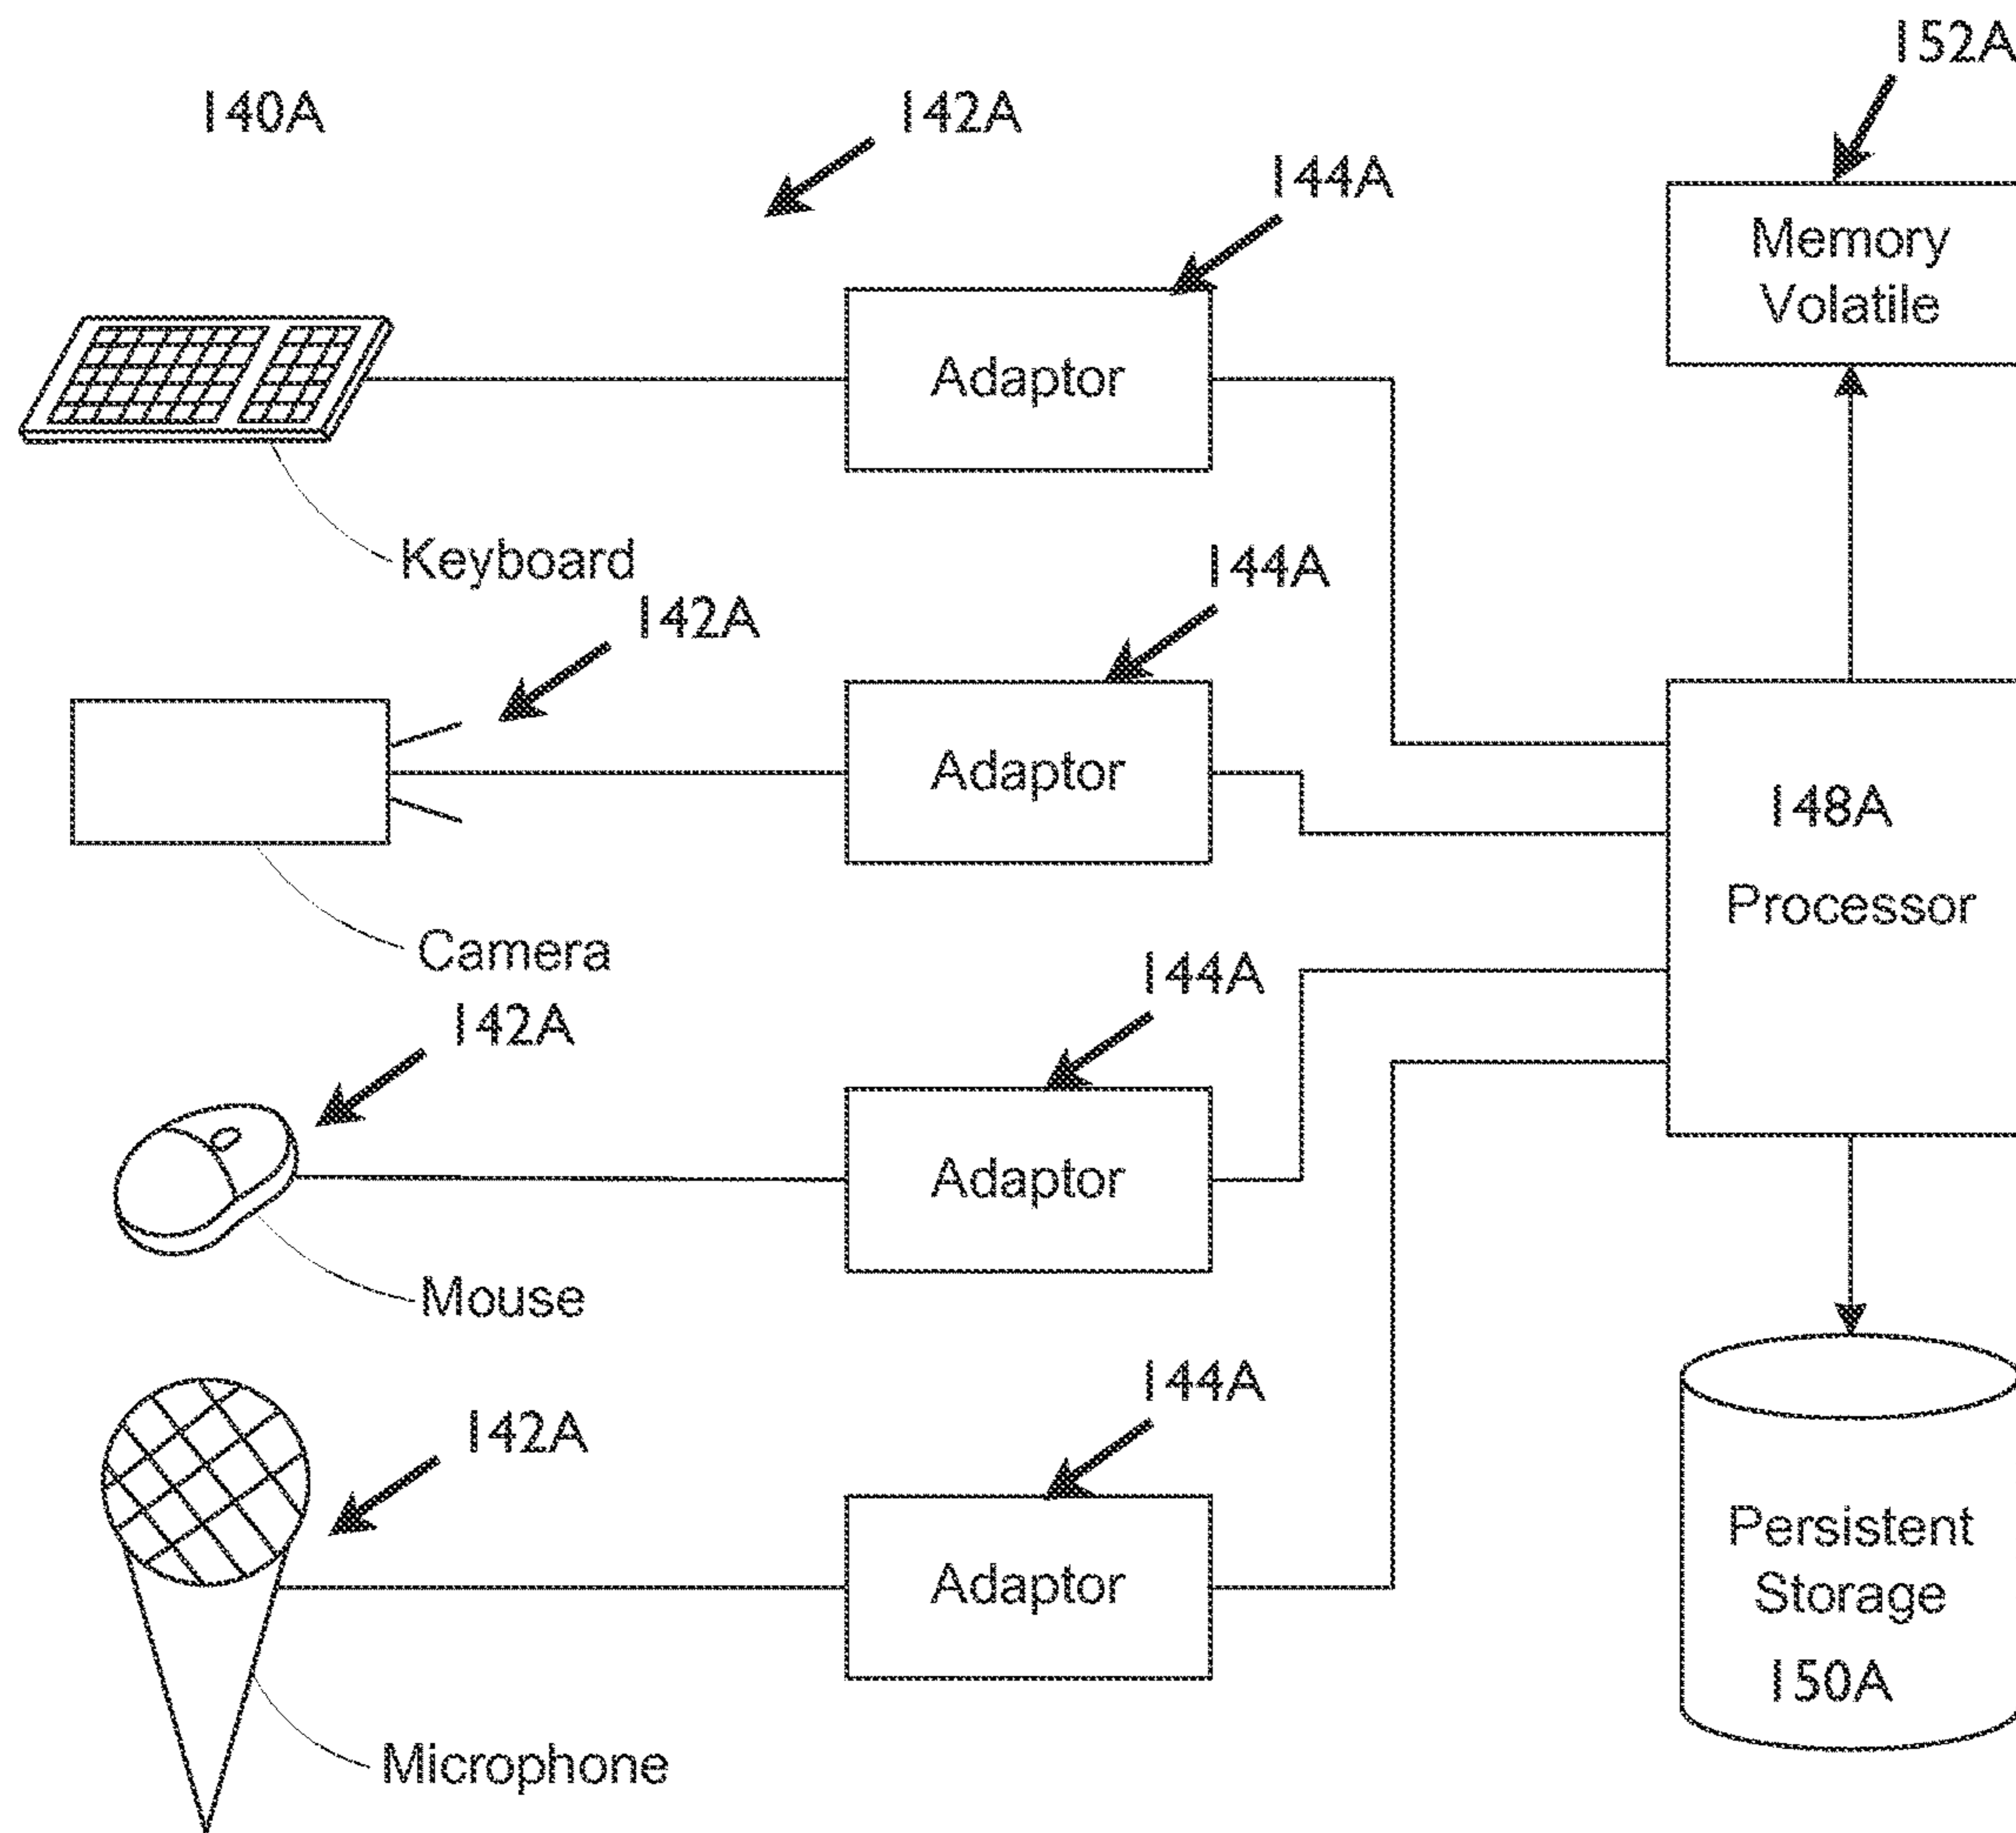 152A
140A
142A
144A
Memory
Volatile
Adaptor
Keyboard
144A
142A
Adaptor
148A
Processor
Camera
144A
142A
Adaptor
Mouse
144A
142A
Persistent
Storage
Adaptor
150A
Microphone